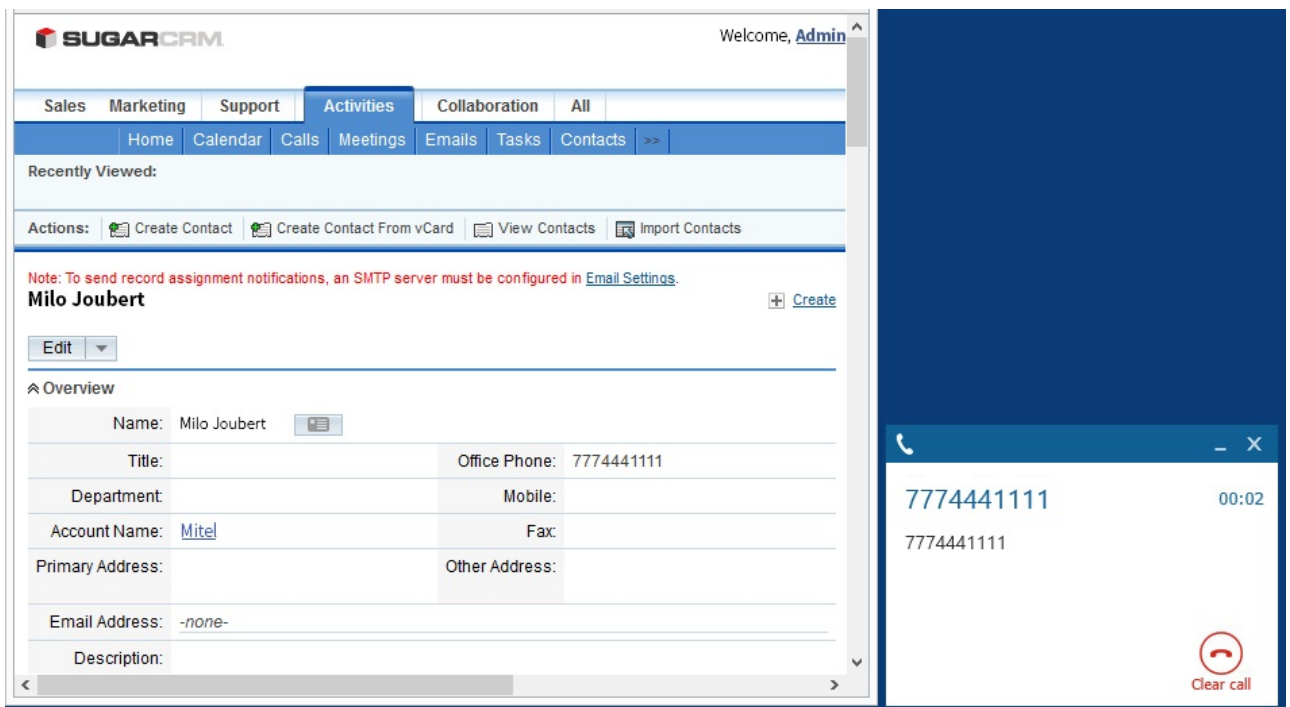 SUGARCRM.
Welcome, Admin
Sales Marketing Support Activities Collaboration All
Home Calendar Calls Meetings Emails Tasks Contacts >>
Recently Viewed:
Actions: Create Contact Create Contact From vCard View Contacts Import Contacts
Note: To send record assignment notifications, an SMTP server must be configured in Email Settings.
Milo Joubert
Create
Edit
Overview
Name: Milo Joubert
Title: Office Phone: 7774441111
Department: Mobile:
Account Name: Mitel Fax:
Primary Address: Other Address:
Email Address: -none-
Description:
7774441111 00:02
7774441111
Clear call